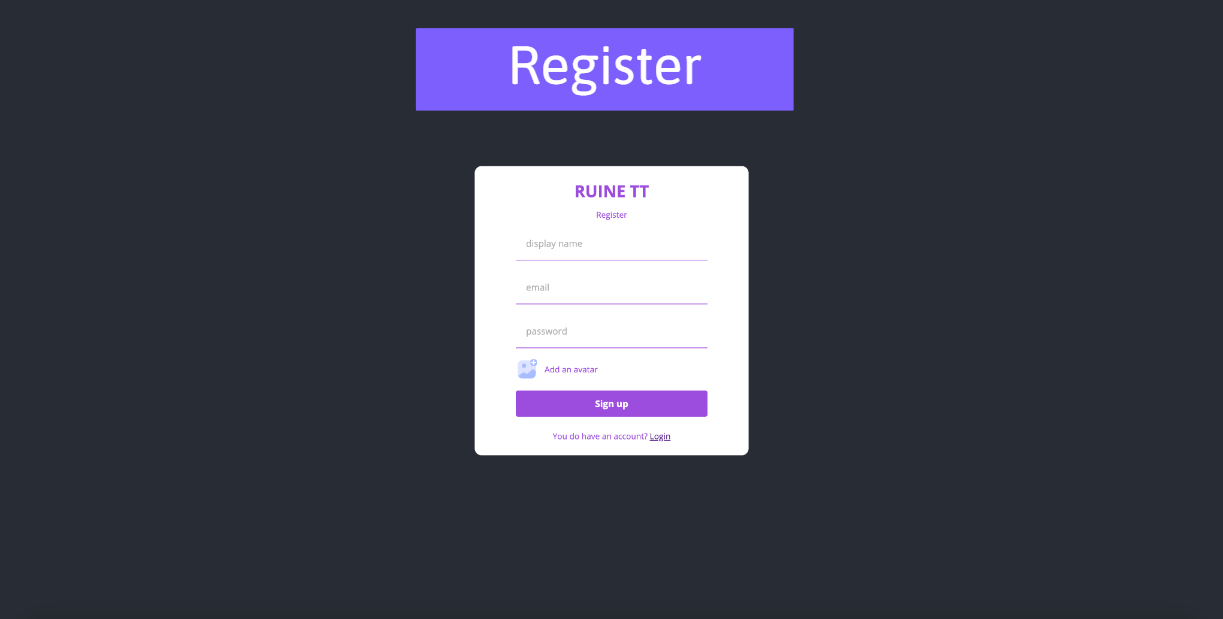 Register
RUINE TT
Register
display name
email
password
Add an avatar
Sign up
You do have an account? Login